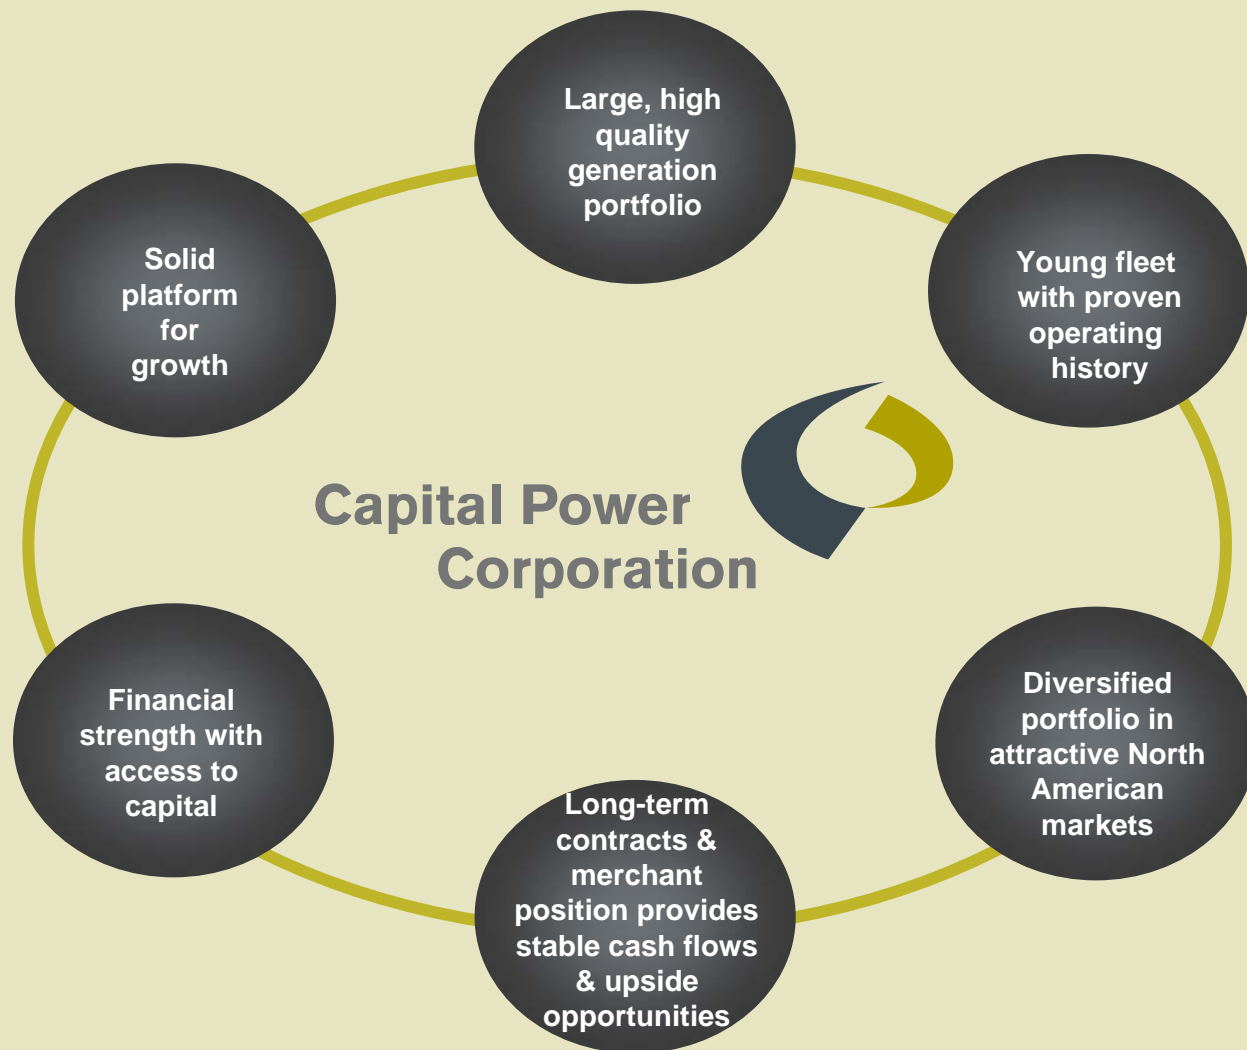 Large, high
quality
generation
portfolio
Young fleet
with proven
operating
history
Diversified
portfolio in
attractive North
American
markets
Long-term
contracts &
merchant
position provides
stable cash flows
& upside
opportunities
Financial
strength with
access to
capital
Solid
platform
for
growth
Capital Power
Corporation